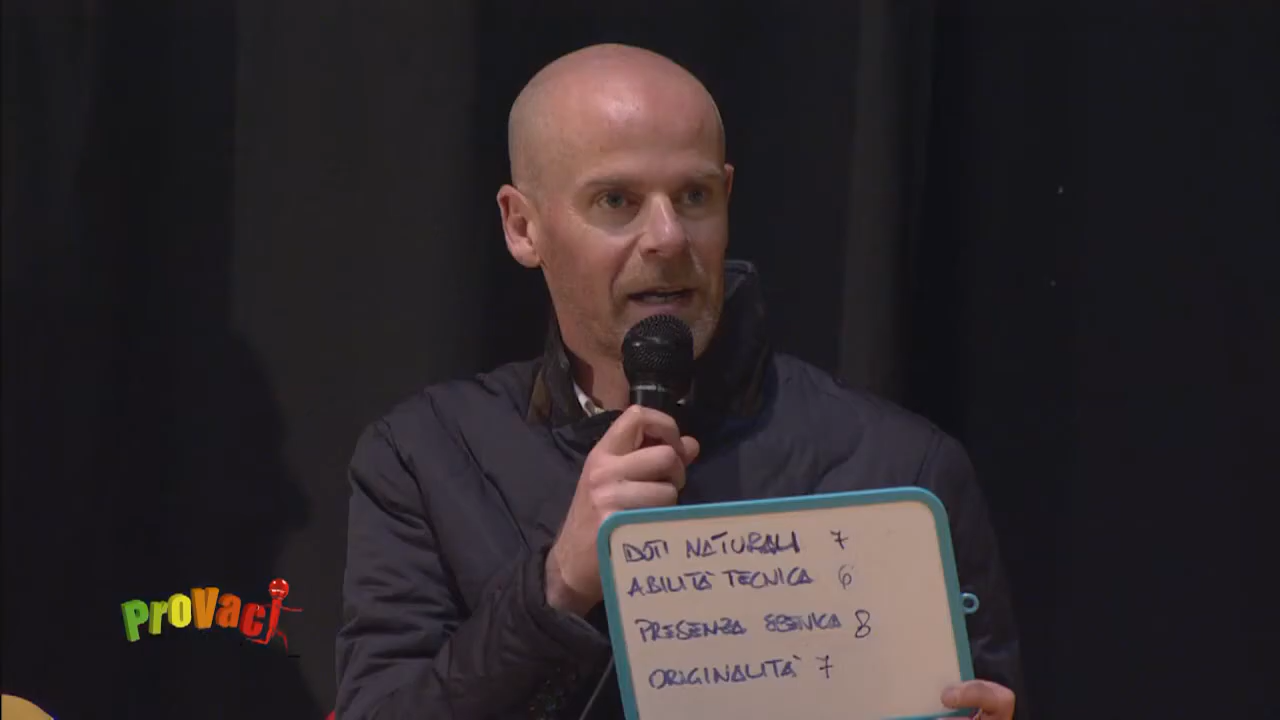 DOTI NATURALI 7
ABILITÀ TECNICA 6
PRESENZA SCENICA 8
ORIGINALITÀ 7
PROVACI